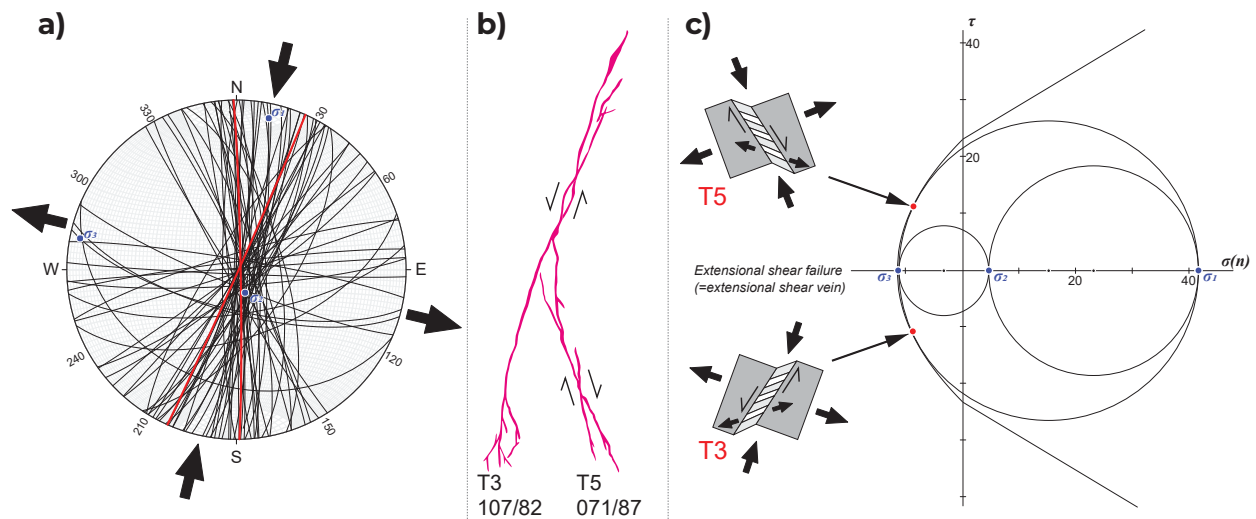 a)
N
30
60
E
120
150
S
210
240
W
300
330
σ₁
σ₃
σ₂
b)
T3
107/82
T5
071/87
c)
τ
40
20
σ(n)
20
40
σ₃
σ₂
σ₁
T5
Extensional shear failure
(=extensional shear vein)
T3